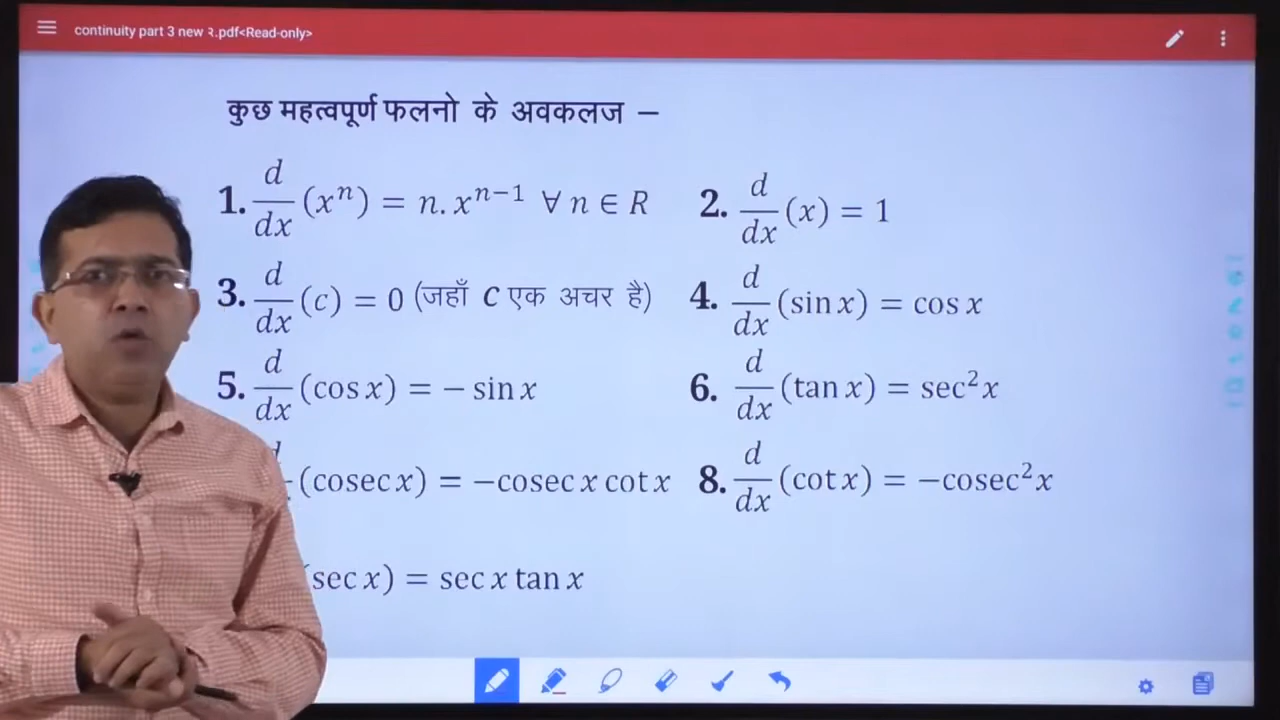 continuity part 3 new २.pdf<Read-only>
कुछ महत्वपूर्ण फलनो के अवकलज –
1. d/dx (xⁿ) = n. xⁿ⁻¹ ∀ n ∈ R 2. d/dx (x) = 1
3. d/dx (c) = 0 (जहाँ c एक अचर है) 4. d/dx (sin x) = cos x
5. d/dx (cos x) = − sin x 6. d/dx (tan x) = sec²x
(cosec x) = −cosec x cot x 8. d/dx (cot x) = −cosec²x
(sec x) = sec x tan x